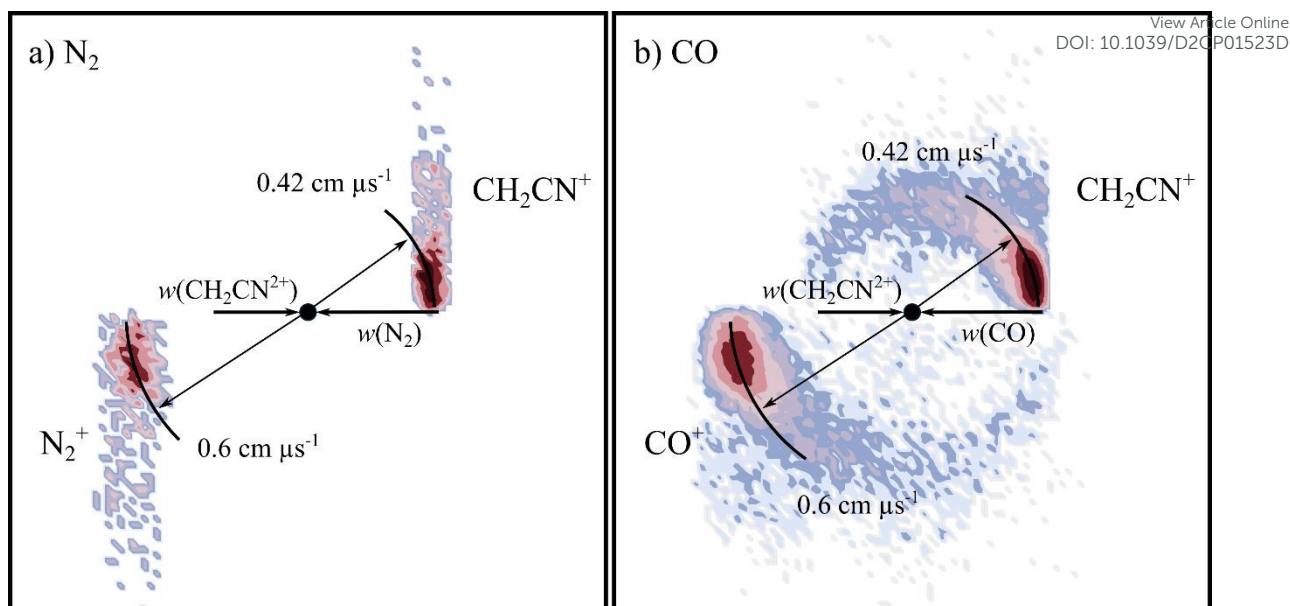 View Article Online
DOI: 10.1039/D2CP01523D
a) N₂
0.42 cm µs⁻¹
CH₂CN⁺
w(CH₂CN²⁺)
w(N₂)
N₂⁺
0.6 cm µs⁻¹
b) CO
0.42 cm µs⁻¹
CH₂CN⁺
w(CH₂CN²⁺)
w(CO)
CO⁺
0.6 cm µs⁻¹